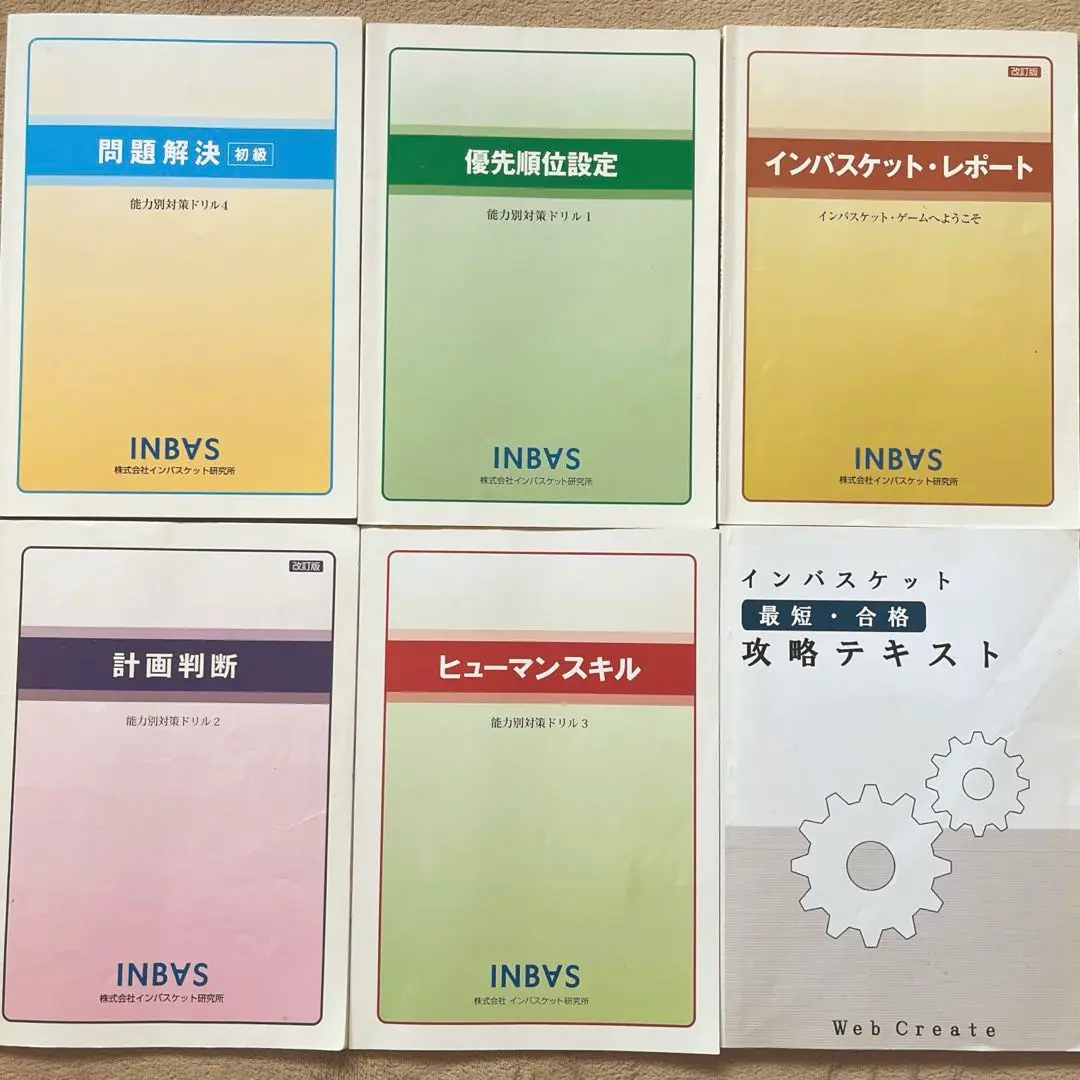 問題解決 初級
能力別対策ドリル4
INB∀S
株式会社インバスケット研究所
優先順位設定
能力別対策ドリル1
INB∀S
株式会社インバスケット研究所
改訂版
インバスケット・レポート
インバスケット・ゲームへようこそ
INB∀S
株式会社インバスケット研究所
改訂版
計画判断
能力別対策ドリル2
INB∀S
株式会社インバスケット研究所
ヒューマンスキル
能力別対策ドリル3
INB∀S
株式会社 インバスケット研究所
インバスケット
最短・合格
攻略テキスト
Web Create